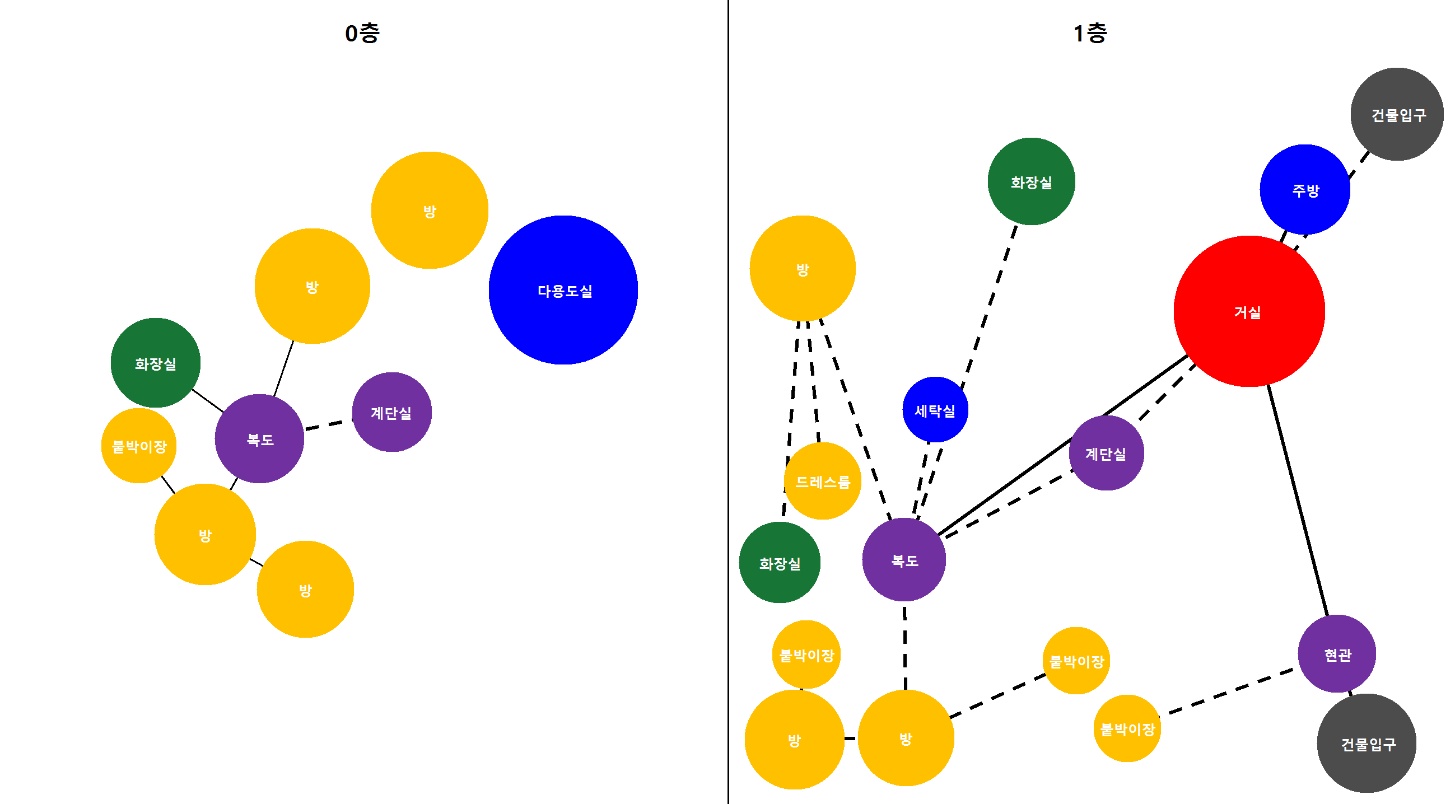 0층
방
방
다용도실
화장실
계단실
복도
붙박이장
방
방
1층
건물입구
화장실
주방
방
거실
세탁실
계단실
드레스룸
복도
화장실
현관
붙박이장
붙박이장
붙박이장
방
방
건물입구